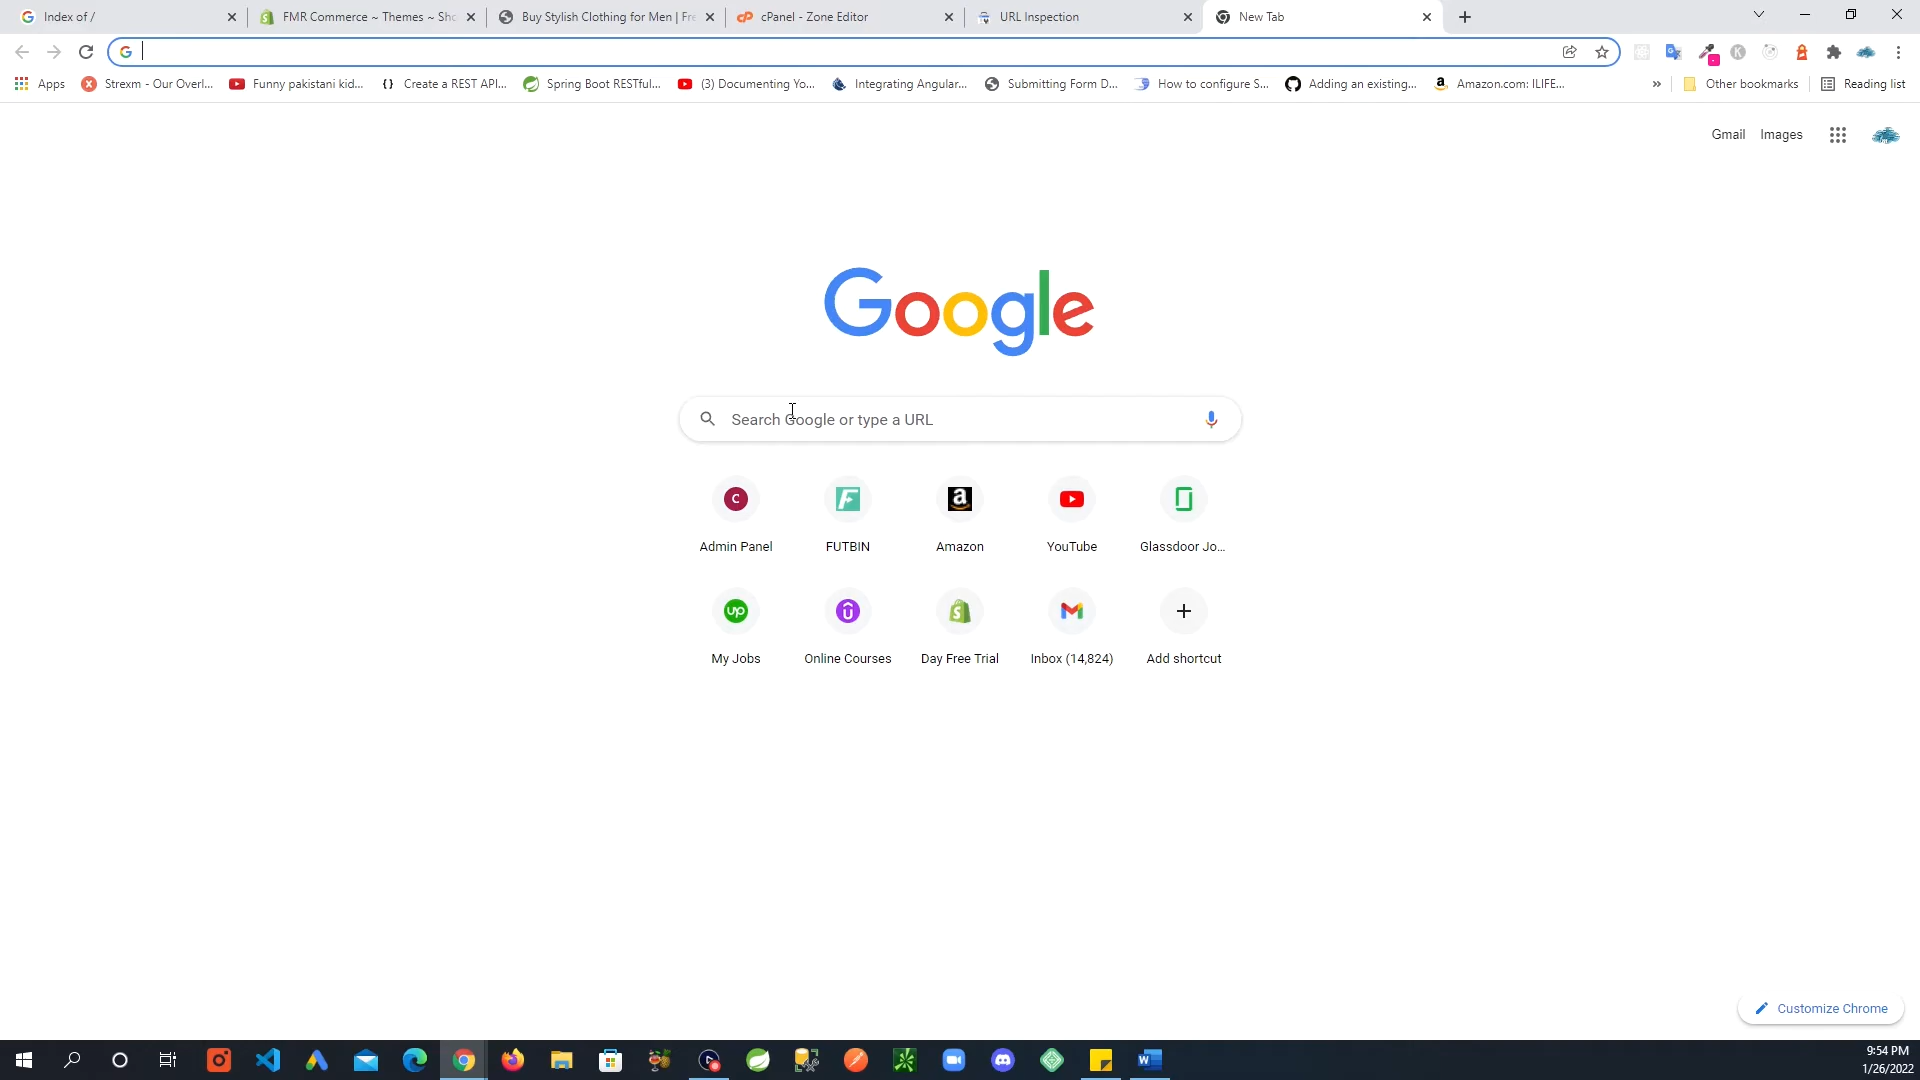 Index of /
FMR Commerce ~ Themes ~ Sho
Buy Stylish Clothing for Men | Fre
cPanel - Zone Editor
URL Inspection
New Tab
Apps
Strexm - Our Overl...
Funny pakistani kid...
Create a REST API...
Spring Boot RESTful...
(3) Documenting Yo...
Integrating Angular...
Submitting Form D...
How to configure S...
Adding an existing...
Amazon.com: ILIFE...
Other bookmarks
Reading list
Gmail
Images
Google
Search Google or type a URL
Admin Panel
FUTBIN
Amazon
YouTube
Glassdoor Jo...
My Jobs
Online Courses
Day Free Trial
Inbox (14,824)
Add shortcut
Customize Chrome
9:54 PM
1/26/2022